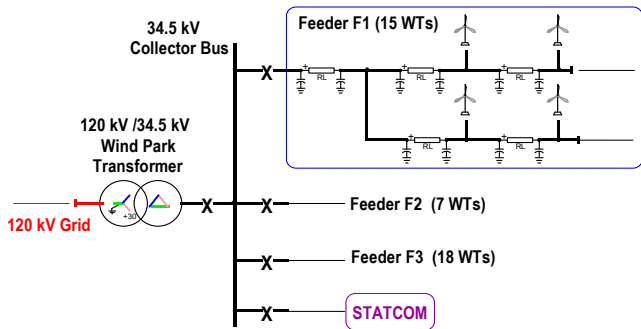 34.5 kV
Collector Bus
Feeder F1 (15 WTs)
+
RL
+
RL
+
RL
+
RL
+
RL
120 kV /34.5 kV
Wind Park
Transformer
+30
120 kV Grid
X
X
X
X
X
Feeder F2 (7 WTs)
Feeder F3 (18 WTs)
STATCOM